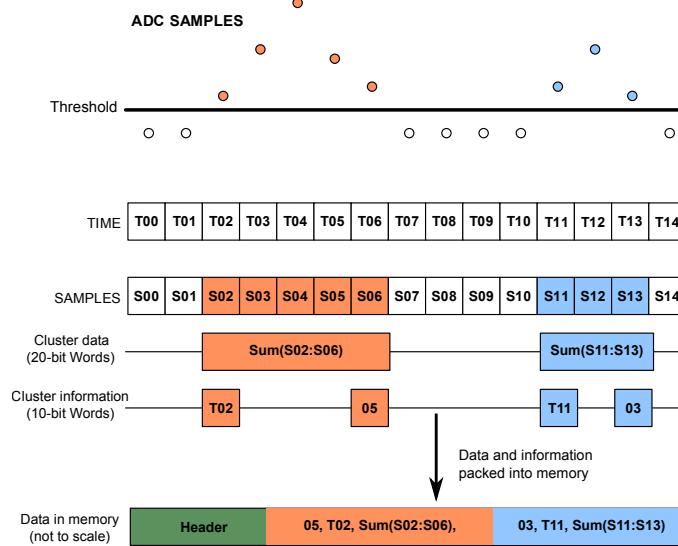 ADC SAMPLES
Threshold
TIME T00 T01 T02 T03 T04 T05 T06 T07 T08 T09 T10 T11 T12 T13 T14
SAMPLES S00 S01 S02 S03 S04 S05 S06 S07 S08 S09 S10 S11 S12 S13 S14
Cluster data
(20-bit Words)
Sum(S02:S06) Sum(S11:S13)
Cluster information
(10-bit Words)
T02 05 T11 03
Data and information
packed into memory
Data in memory
(not to scale)
Header 05, T02, Sum(S02:S06), 03, T11, Sum(S11:S13)